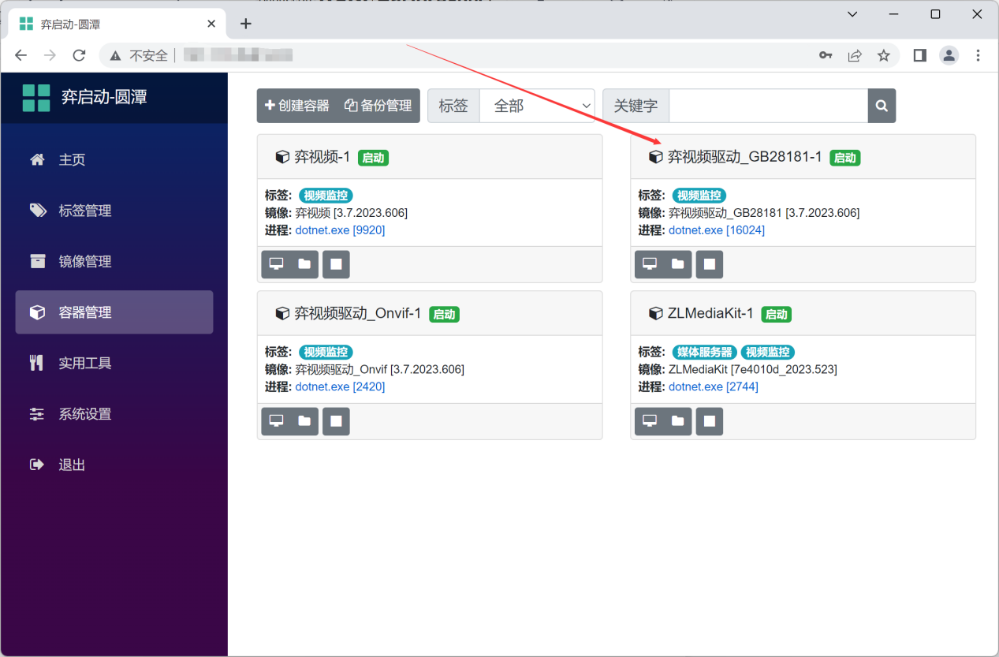 弈启动-圆潭
不安全
弈启动-圆潭
主页
标签管理
镜像管理
容器管理
实用工具
系统设置
退出
创建容器 备份管理 标签 全部 关键字
弈视频-1 启动
标签: 视频监控
镜像: 弈视频 [3.7.2023.606]
进程: dotnet.exe [9920]
弈视频驱动_GB28181-1 启动
标签: 视频监控
镜像: 弈视频驱动_GB28181 [3.7.2023.606]
进程: dotnet.exe [16024]
弈视频驱动_Onvif-1 启动
标签: 视频监控
镜像: 弈视频驱动_Onvif [3.7.2023.606]
进程: dotnet.exe [2420]
ZLMediaKit-1 启动
标签: 媒体服务器 视频监控
镜像: ZLMediaKit [7e4010d_2023.523]
进程: dotnet.exe [2744]